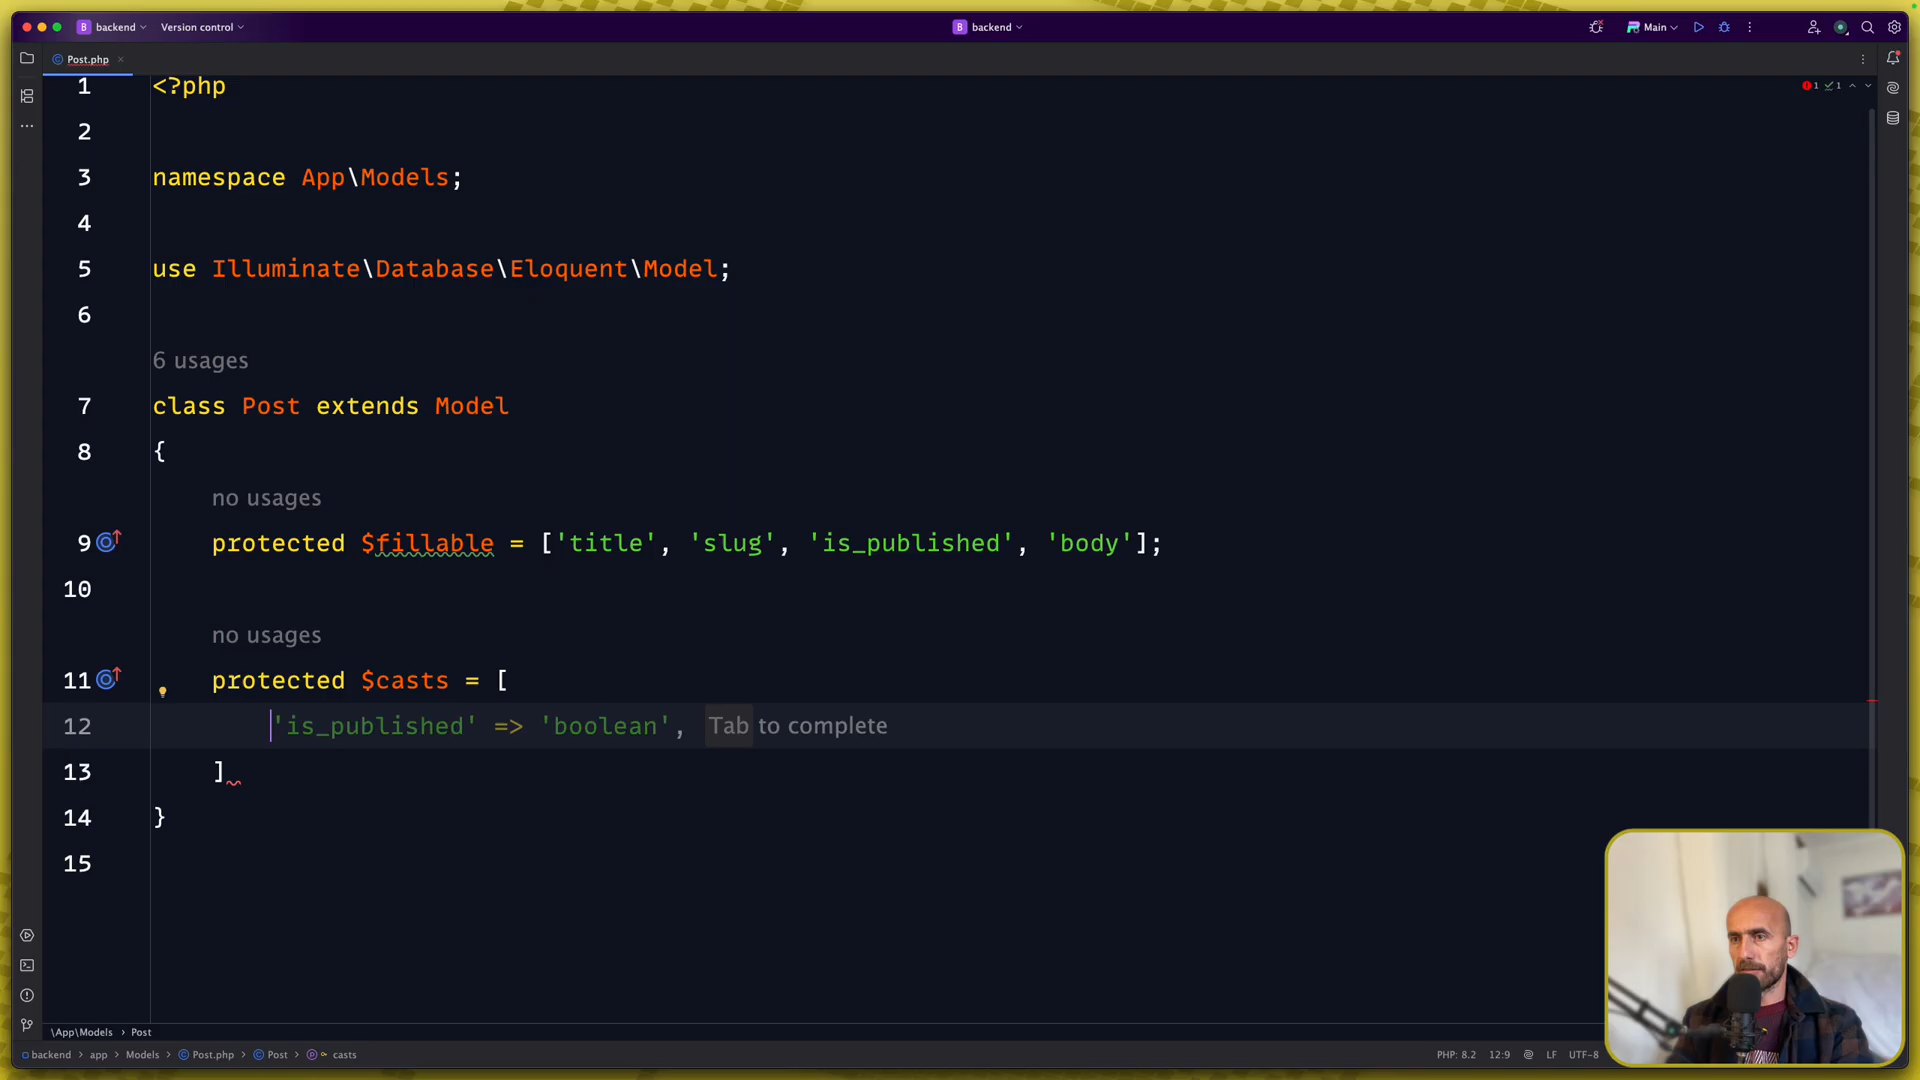 backend
Version control
backend
Main
Post.php
1
1
1 <?php
2
3 namespace App\Models;
4
5 use Illuminate\Database\Eloquent\Model;
6
6 usages
7 class Post extends Model
8 {
no usages
9 protected $fillable = ['title', 'slug', 'is_published', 'body'];
10
no usages
11 protected $casts = [
12 'is_published' => 'boolean', Tab to complete
13 ]
14 }
15
\App\Models › Post
backend › app › Models › Post.php › Post › casts
PHP: 8.2 12:9 LF UTF-8